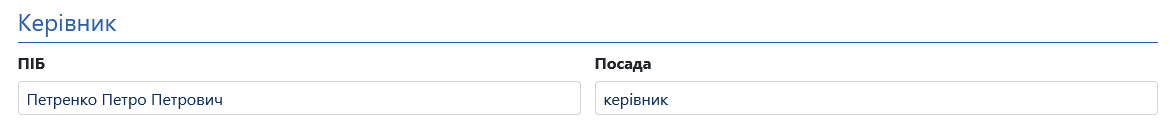 Керівник
ПІБ
Посада
Петренко Петро Петрович
керівник